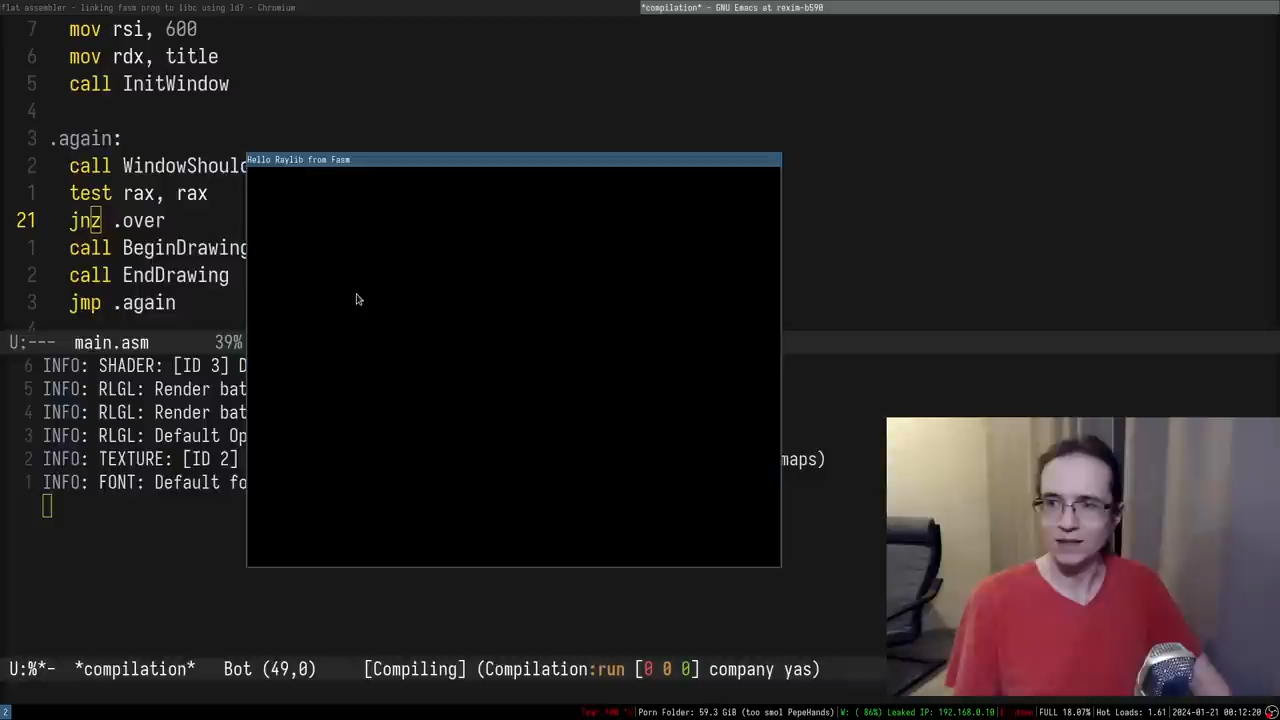 flat assembler - linking fasm prog to libc using ld? - Chromium
*compilation* - GNU Emacs at rexim-b590
7 mov rsi, 600
6 mov rdx, title
5 call InitWindow
4
3 .again:
2 call WindowShould
1 test rax, rax
21 jnz .over
1 call BeginDrawing
2 call EndDrawing
3 jmp .again
4
Hello Raylib from Fasm
U:--- main.asm 39%
6 INFO: SHADER: [ID 3] D
5 INFO: RLGL: Render bat
4 INFO: RLGL: Render bat
3 INFO: RLGL: Default Op
2 INFO: TEXTURE: [ID 2] maps)
1 INFO: FONT: Default fo
U:%*- *compilation* Bot (49,0) [Compiling] (Compilation:run [0 0 0] company yas)
2
Porn Folder: 59.3 GiB (too smol PepeHands) W: ( 86%) Leaked IP: 192.168.0.10 down FULL 18.07% Hot Loads: 1.61 2024-01-21 00:12:20